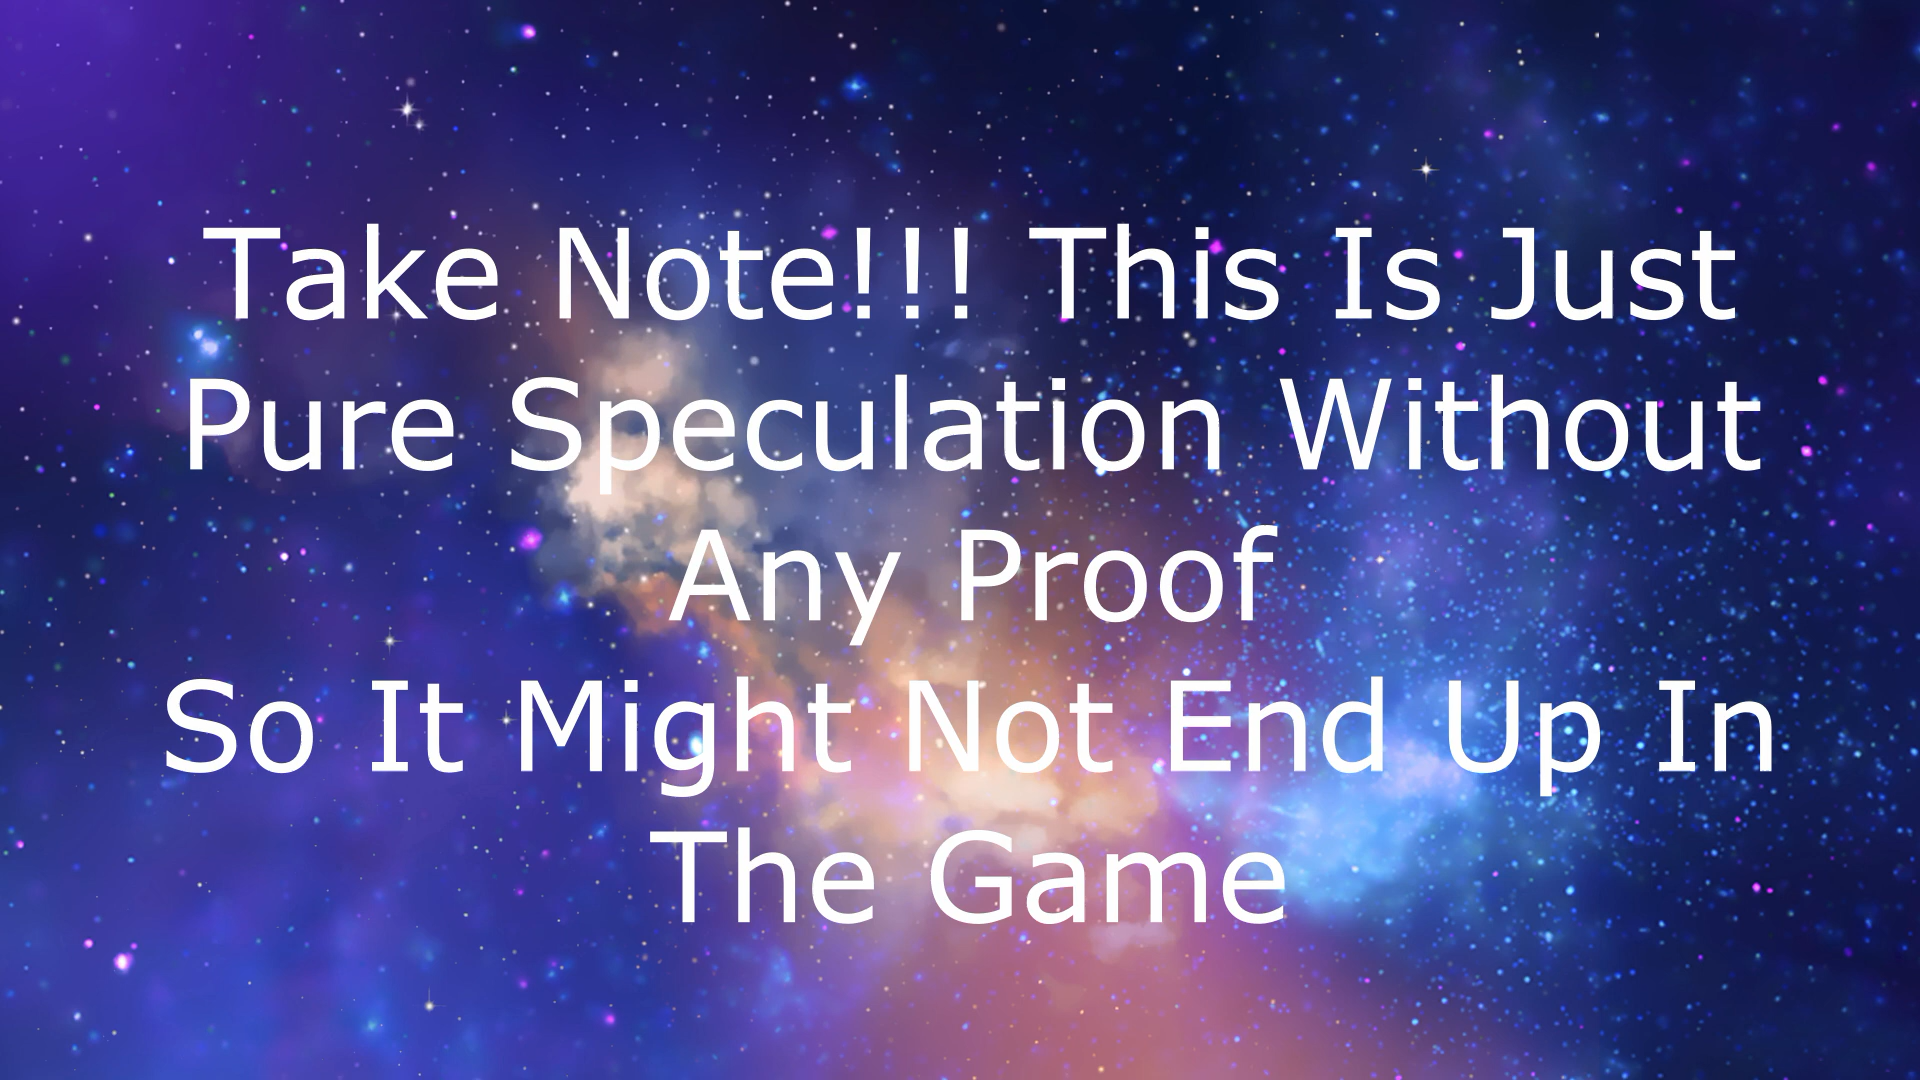 Take Note!!! This Is Just
Pure Speculation Without
Any Proof
So It Might Not End Up In
The Game